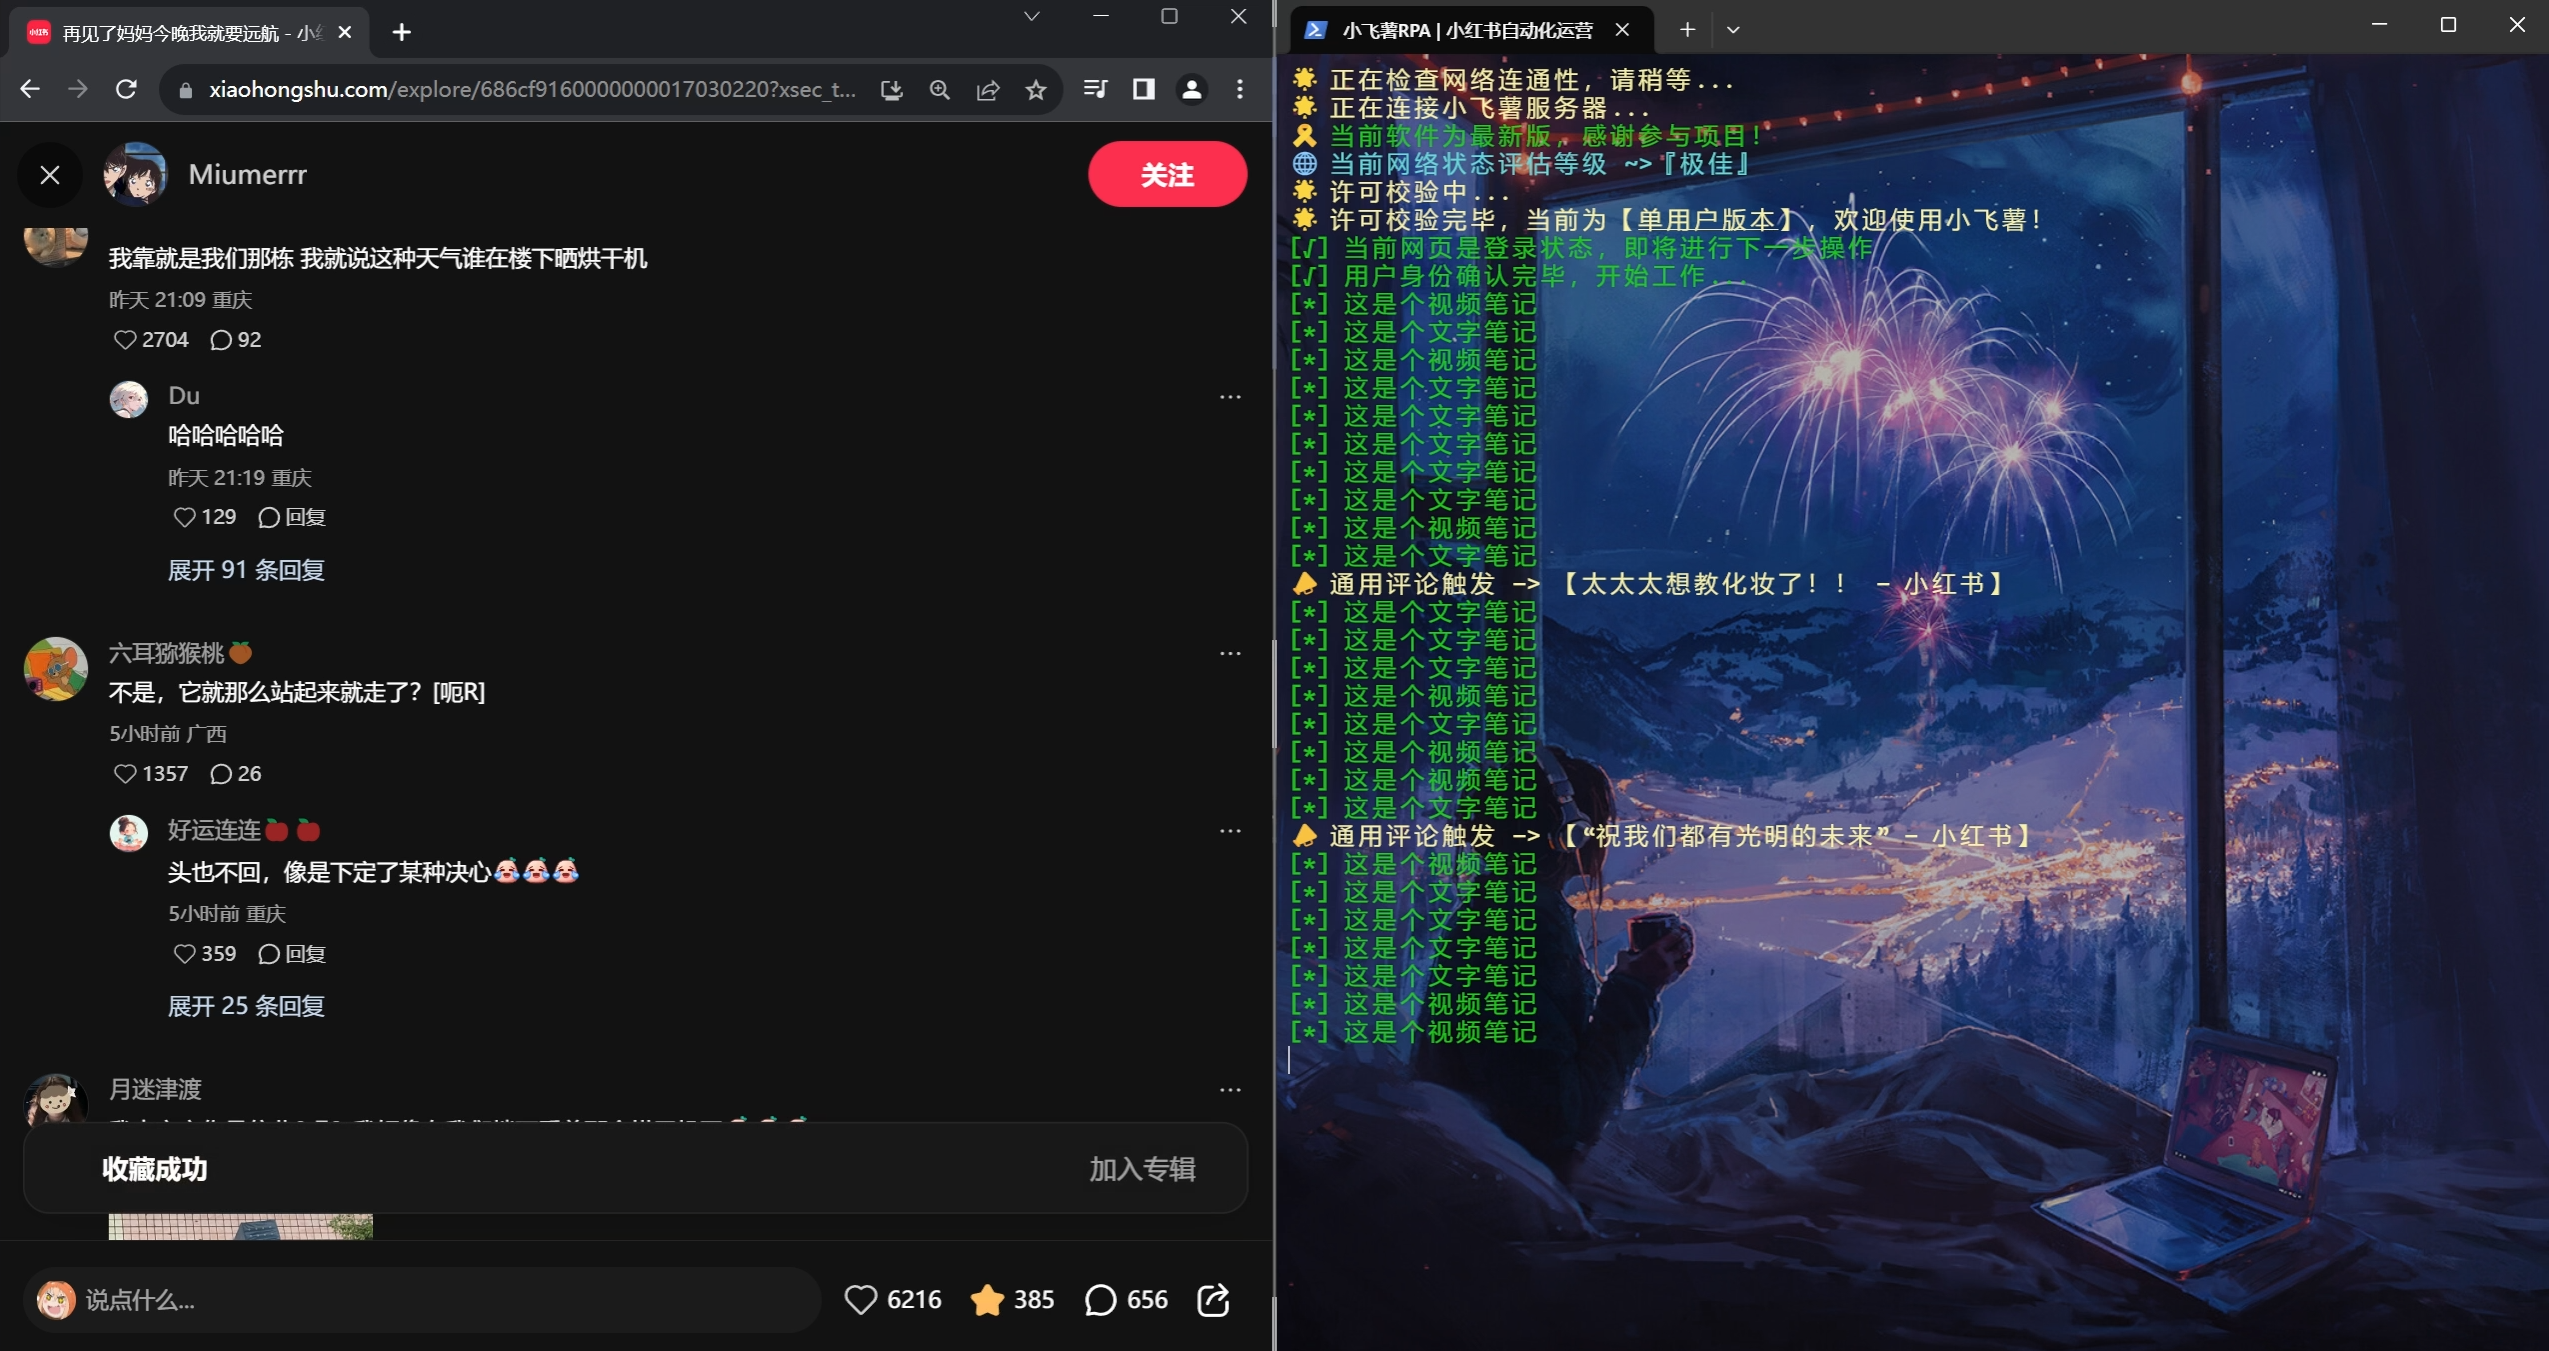 再见了妈妈今晚我就要远航 - 小
xiaohongshu.com/explore/686cf9160000000017030220?xsec_t...
Miumerrr
关注
我靠就是我们那栋 我就说这种天气谁在楼下晒烘干机
昨天 21:09 重庆
2704 92
Du
哈哈哈哈哈
昨天 21:19 重庆
129 回复
展开 91 条回复
六耳猕猴桃
不是，它就那么站起来就走了？[呃R]
5小时前 广西
1357 26
好运连连
头也不回，像是下定了某种决心
5小时前 重庆
359 回复
展开 25 条回复
月迷津渡
收藏成功
加入专辑
说点什么...
6216 385 656
小飞薯RPA | 小红书自动化运营
正在检查网络连通性，请稍等...
正在连接小飞薯服务器...
当前软件为最新版，感谢参与项目！
当前网络状态评估等级 ~>『极佳』
许可校验中...
许可校验完毕，当前为【单用户版本】，欢迎使用小飞薯！
[√] 当前网页是登录状态，即将进行下一步操作
[√] 用户身份确认完毕，开始工作...
[*] 这是个视频笔记
[*] 这是个文字笔记
[*] 这是个视频笔记
[*] 这是个文字笔记
[*] 这是个文字笔记
[*] 这是个文字笔记
[*] 这是个文字笔记
[*] 这是个文字笔记
[*] 这是个视频笔记
[*] 这是个文字笔记
通用评论触发 -> 【太太太想教化妆了！！ - 小红书】
[*] 这是个文字笔记
[*] 这是个文字笔记
[*] 这是个文字笔记
[*] 这是个视频笔记
[*] 这是个文字笔记
[*] 这是个视频笔记
[*] 这是个视频笔记
[*] 这是个文字笔记
通用评论触发 -> 【“祝我们都有光明的未来” - 小红书】
[*] 这是个视频笔记
[*] 这是个文字笔记
[*] 这是个文字笔记
[*] 这是个文字笔记
[*] 这是个文字笔记
[*] 这是个视频笔记
[*] 这是个视频笔记